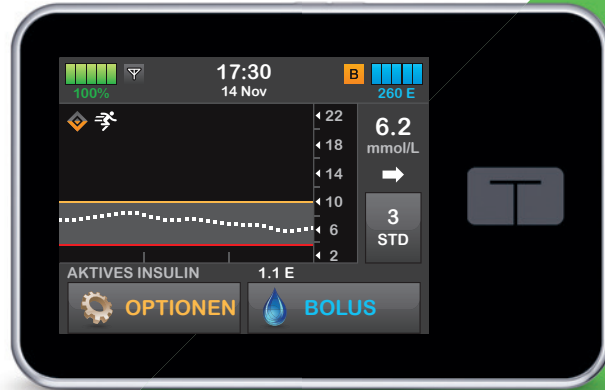 17:30
B
100%
14 Nov
260 E
22
6.2
mmol/L
18
14
10
3
STD
6
2
AKTIVES INSULIN 1.1 E
OPTIONEN
BOLUS